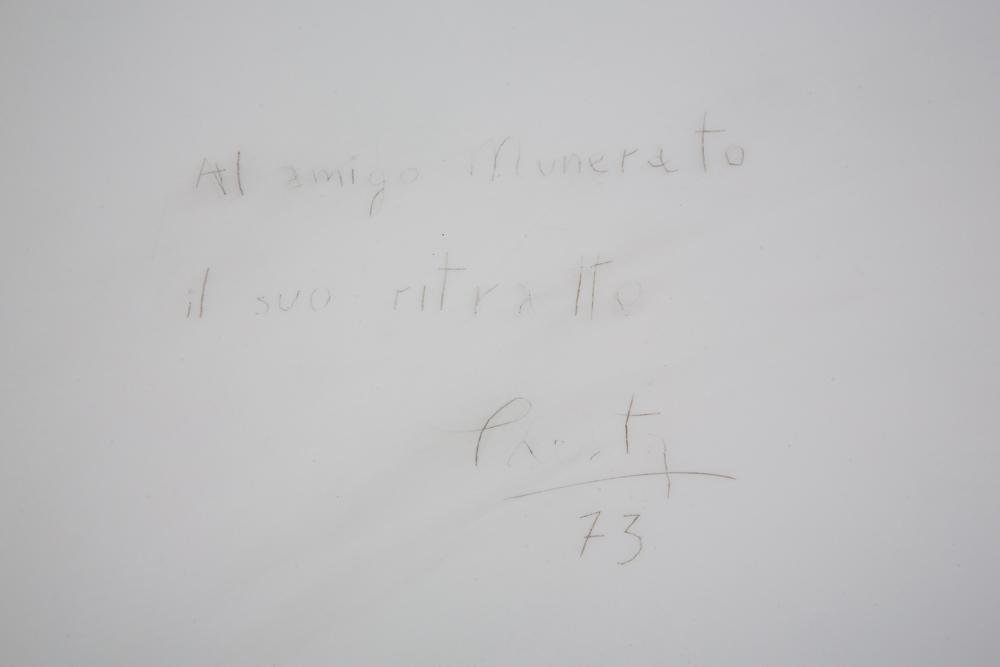 Al amigo Munerato
il suo ritratto
73